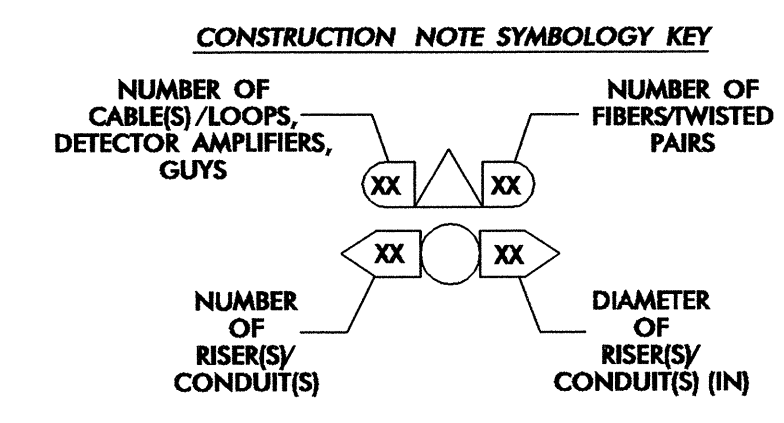 CONSTRUCTION NOTE SYMBOLOGY KEY
NUMBER OF
CABLE(S)/LOOPS,
DETECTOR AMPLIFIERS,
GUYS
NUMBER OF
FIBERS/TWISTED
PAIRS
XX
XX
XX
XX
NUMBER
OF
RISER(S)/
CONDUIT(S)
DIAMETER
OF
RISER(S)/
CONDUIT(S) (IN)